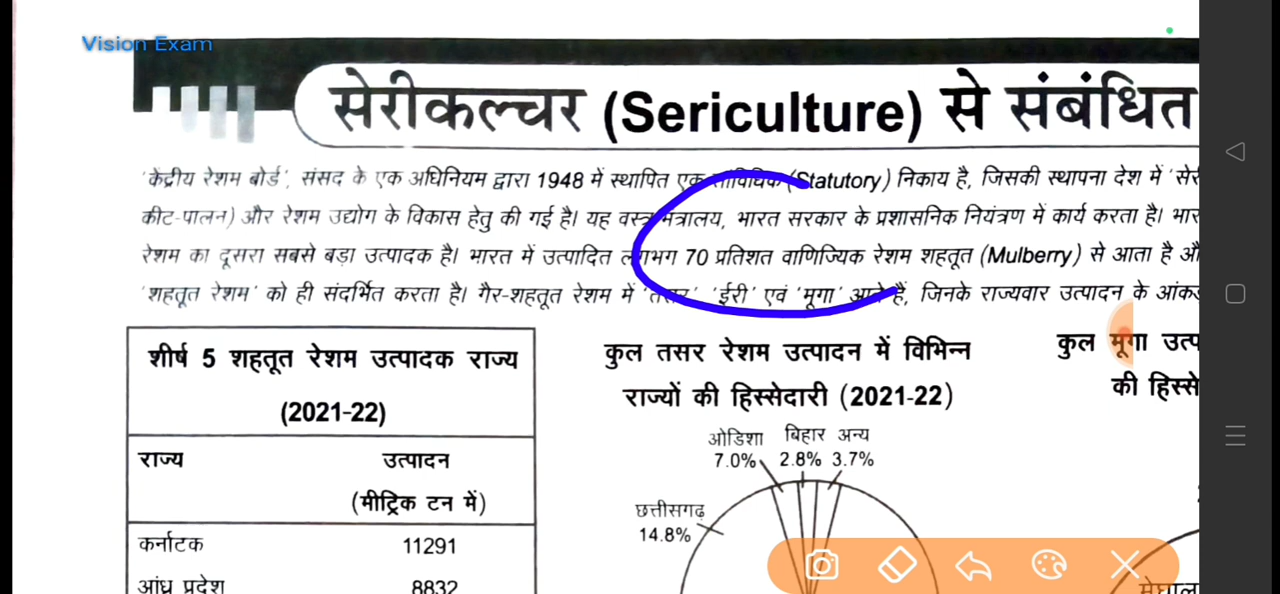 Vision Exam
सेरीकल्चर (Sericulture) से संबंधित
'केंद्रीय रेशम बोर्ड', संसद के एक अधिनियम द्वारा 1948 में स्थापित एक सांविधिक (Statutory) निकाय है, जिसकी स्थापना देश में 'सेरी
कीट-पालन) और रेशम उद्योग के विकास हेतु की गई है। यह वस्त्र मंत्रालय, भारत सरकार के प्रशासनिक नियंत्रण में कार्य करता है।
रेशम का दूसरा सबसे बड़ा उत्पादक है। भारत में उत्पादित लगभग 70 प्रतिशत वाणिज्यिक रेशम शहतूत (Mulberry) से आता है
'शहतूत रेशम' को ही संदर्भित करता है। गैर-शहतूत रेशम में 'तसर' 'ईरी' एवं 'मूगा' आते हैं, जिनके राज्यवार उत्पादन के
शीर्ष 5 शहतूत रेशम उत्पादक राज्य
(2021-22)
राज्य उत्पादन
(मीट्रिक टन में)
कर्नाटक 11291
आंध्र प्रदेश 8832
कुल तसर रेशम उत्पादन में विभिन्न
राज्यों की हिस्सेदारी (2021-22)
ओडिशा बिहार अन्य
7.0% 2.8% 3.7%
छत्तीसगढ़
14.8%
कुल मूगा
की